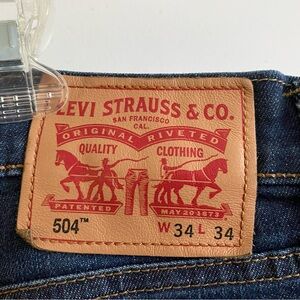 LEVI STRAUSS & CO.
SAN FRANCISCO
CAL.
ORIGINAL RIVETED
QUALITY CLOTHING
PATENTED MAY 20 1873
504™ W 34 L 34